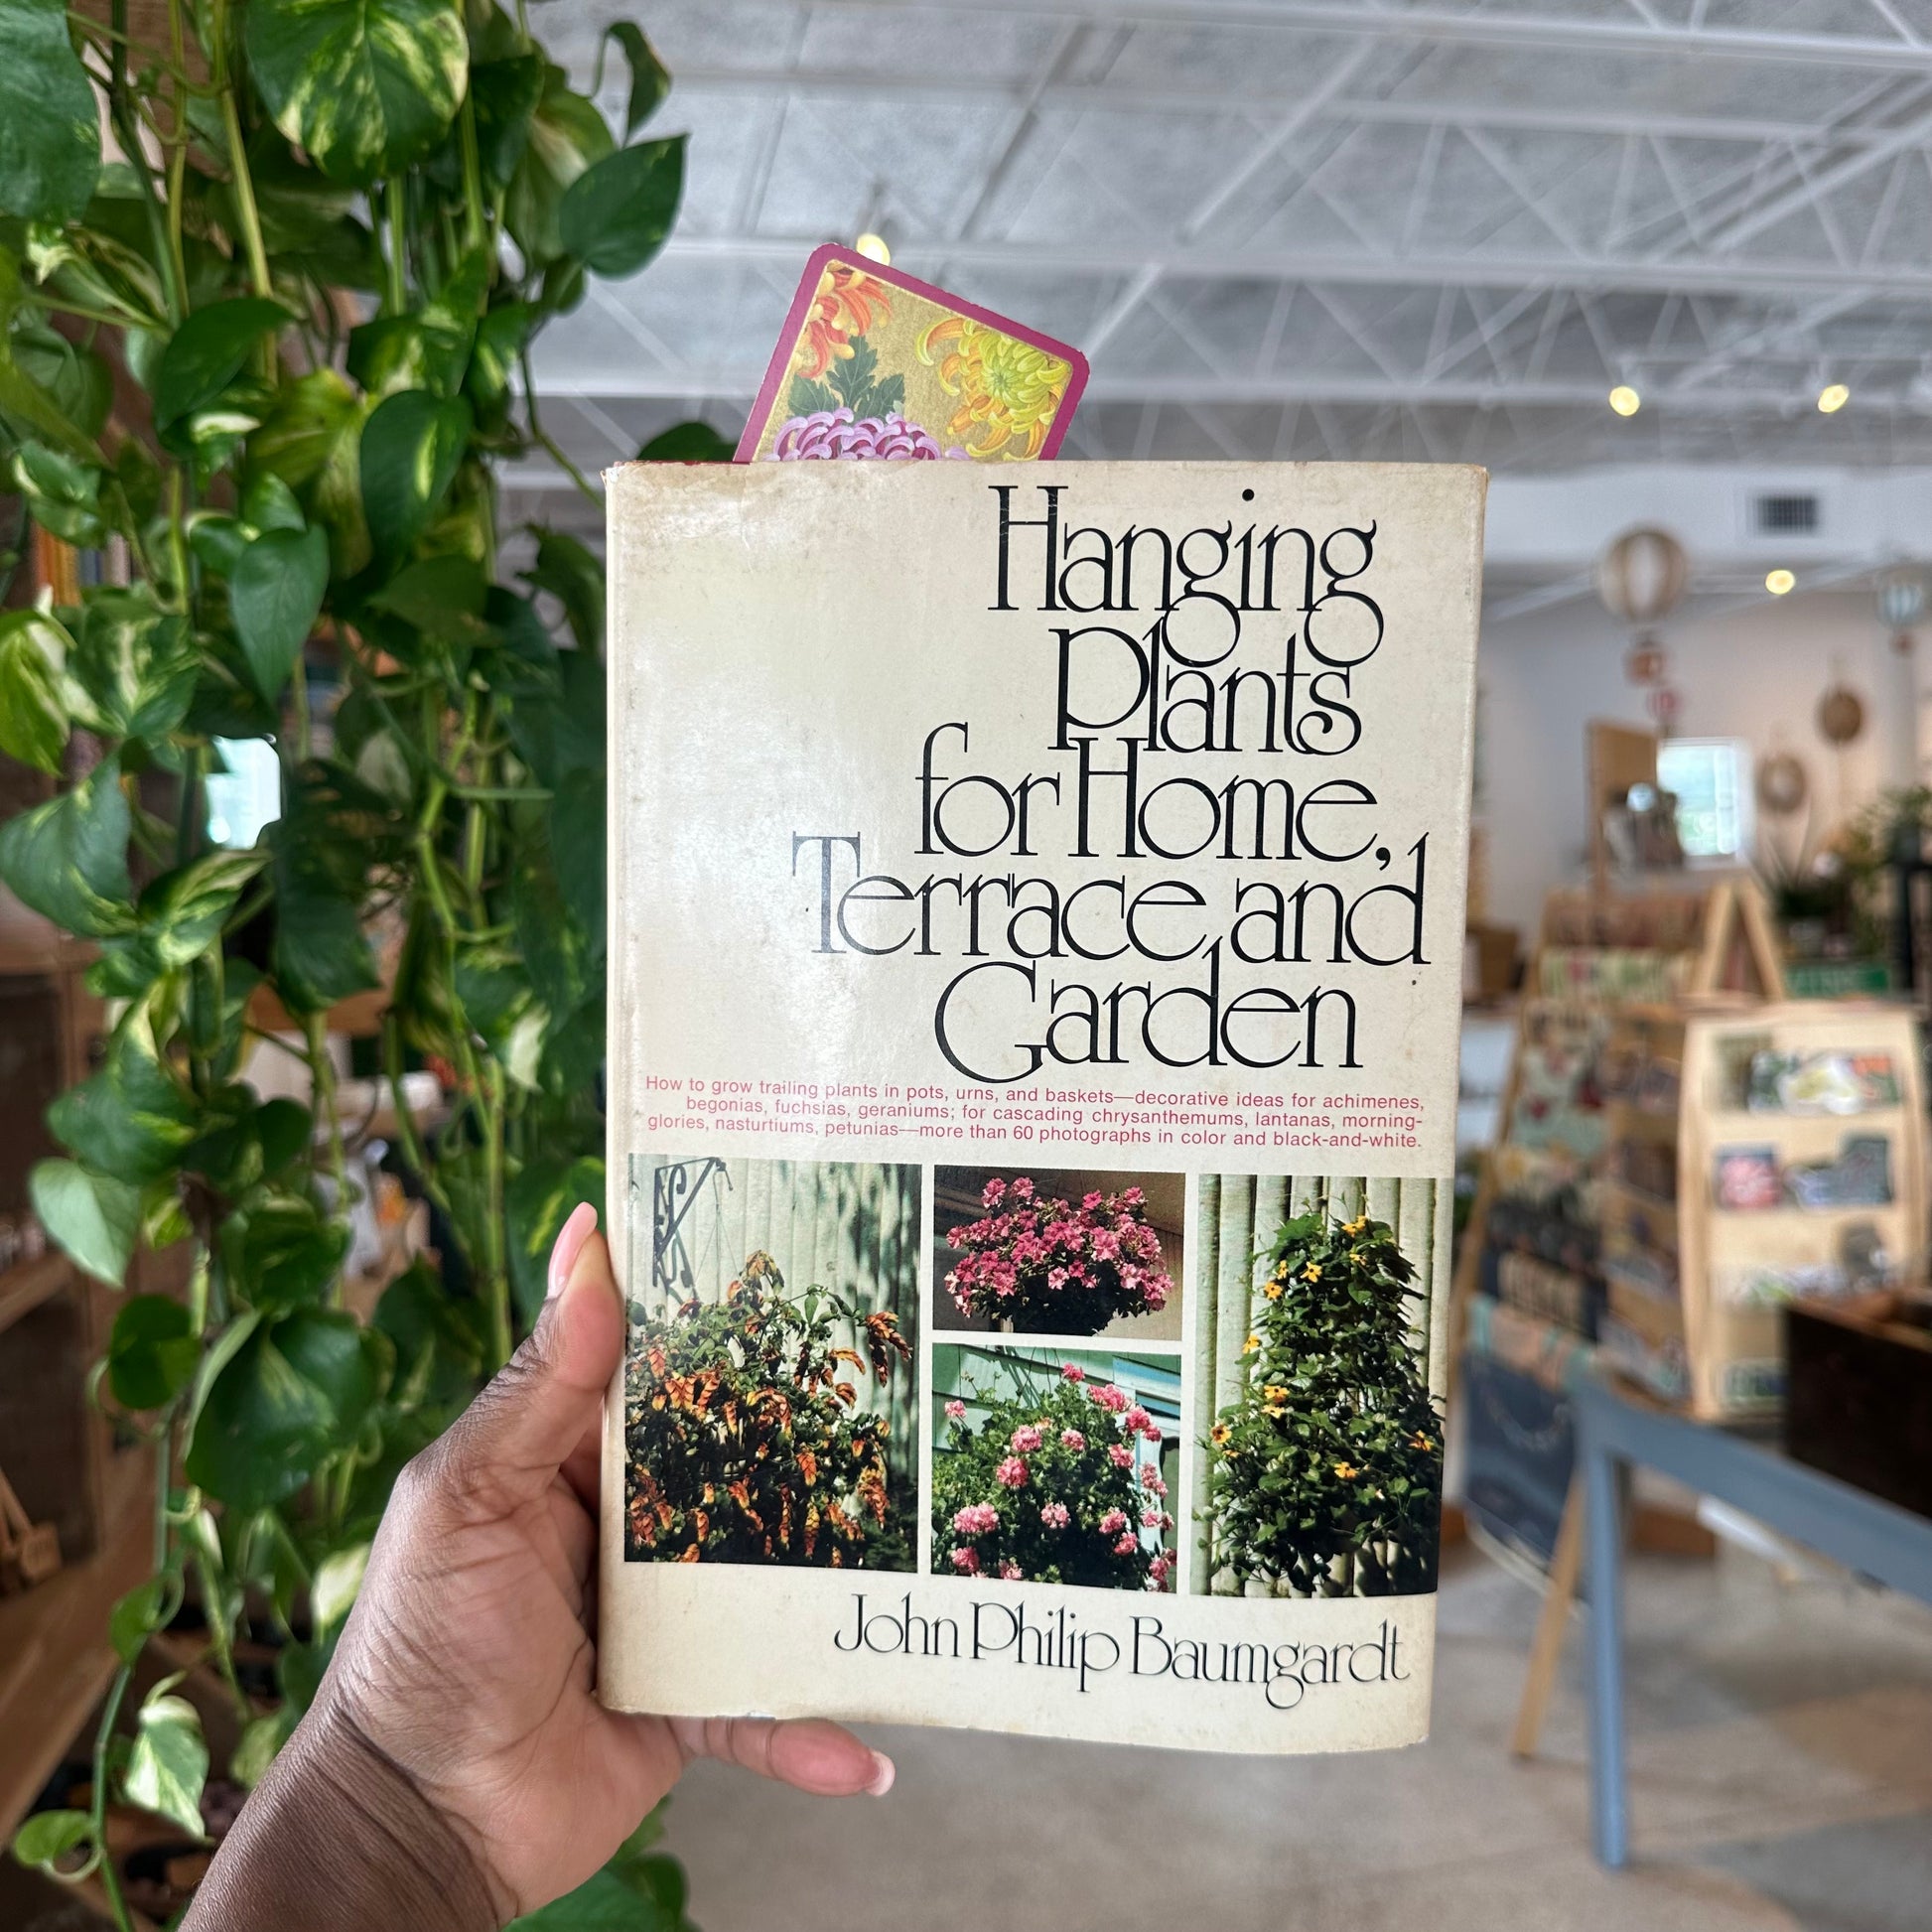 Hanging
Plants
for Home,
Terrace and
Garden
How to grow trailing plants in pots, urns, and baskets—decorative ideas for achimenes,
begonias, fuchsias, geraniums; for cascading chrysanthemums, lantanas, morning-
glories, nasturtiums, petunias—more than 60 photographs in color and black-and-white.
John Philip Baumgardt